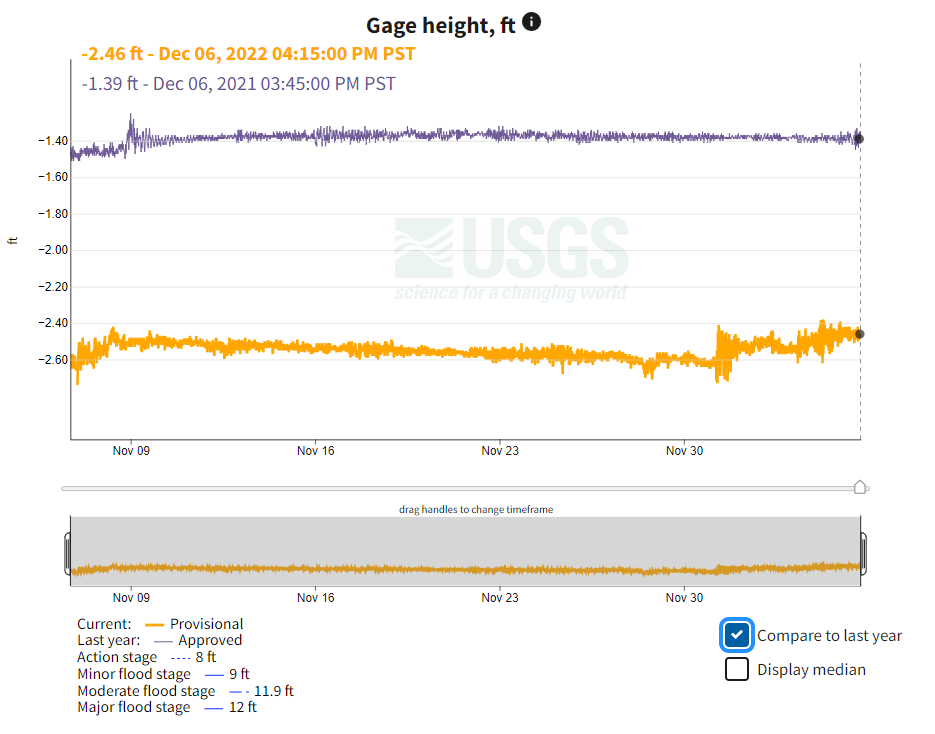 Gage height, ft i
-2.46 ft - Dec 06, 2022 04:15:00 PM PST
-1.39 ft - Dec 06, 2021 03:45:00 PM PST
−1.40
−1.60
−1.80
−2.00
−2.20
−2.40
−2.60
ft
USGS
science for a changing world
Nov 09 Nov 16 Nov 23 Nov 30
drag handles to change timeframe
Nov 09 Nov 16 Nov 23 Nov 30
Current: Provisional
Last year: Approved
Action stage 8 ft
Minor flood stage 9 ft
Moderate flood stage 11.9 ft
Major flood stage 12 ft
Compare to last year
Display median